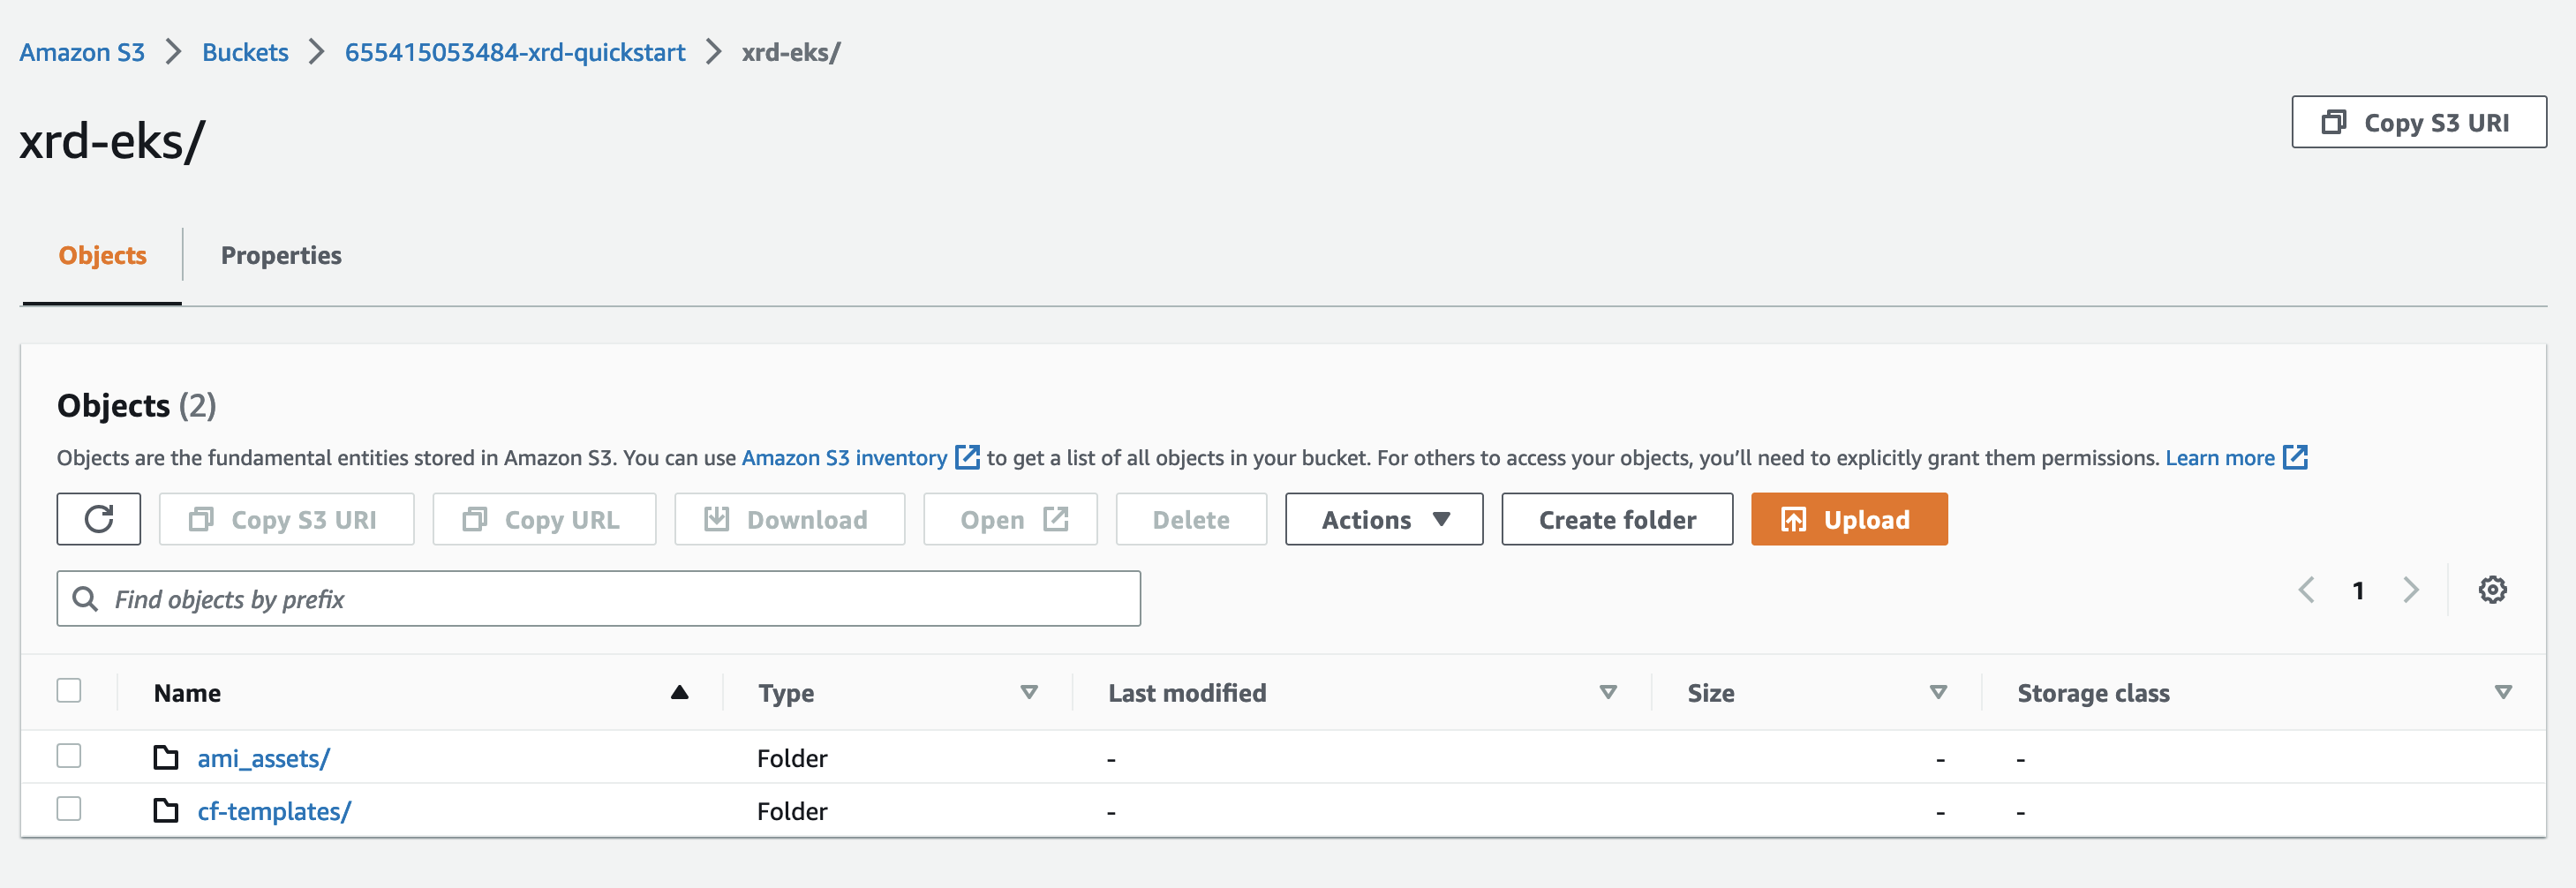 Amazon S3 > Buckets > 655415053484-xrd-quickstart > xrd-eks/
xrd-eks/
Copy S3 URI
Objects
Properties
Objects (2)
Objects are the fundamental entities stored in Amazon S3. You can use Amazon S3 inventory to get a list of all objects in your bucket. For others to access your objects, you’ll need to explicitly grant them permissions. Learn more
Copy S3 URI Copy URL Download Open Delete Actions Create folder Upload
Find objects by prefix
1
Name Type Last modified Size Storage class
ami_assets/ Folder - - -
cf-templates/ Folder - - -